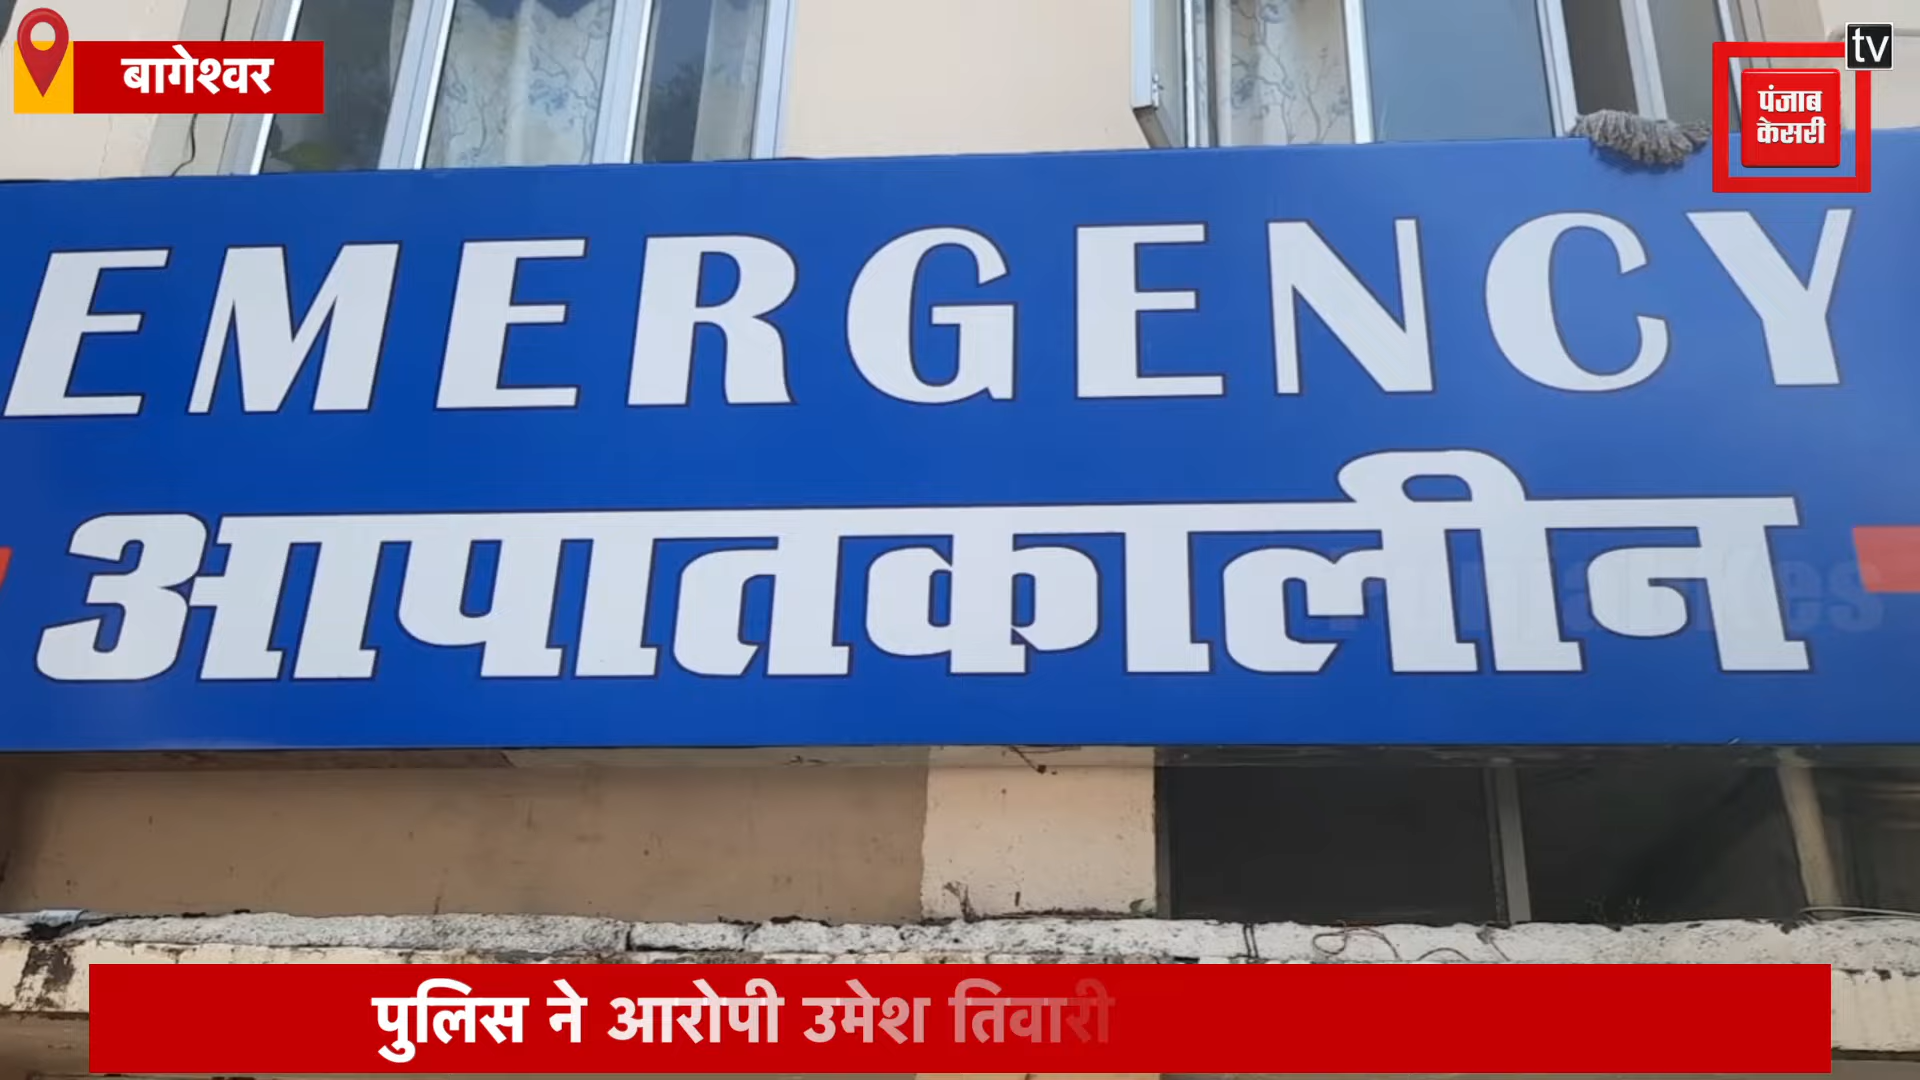 बागेश्वर
tv
पंजाब
केसरी
EMERGENCY
आपातकालीन
पुलिस ने आरोपी उमेश तिवारी